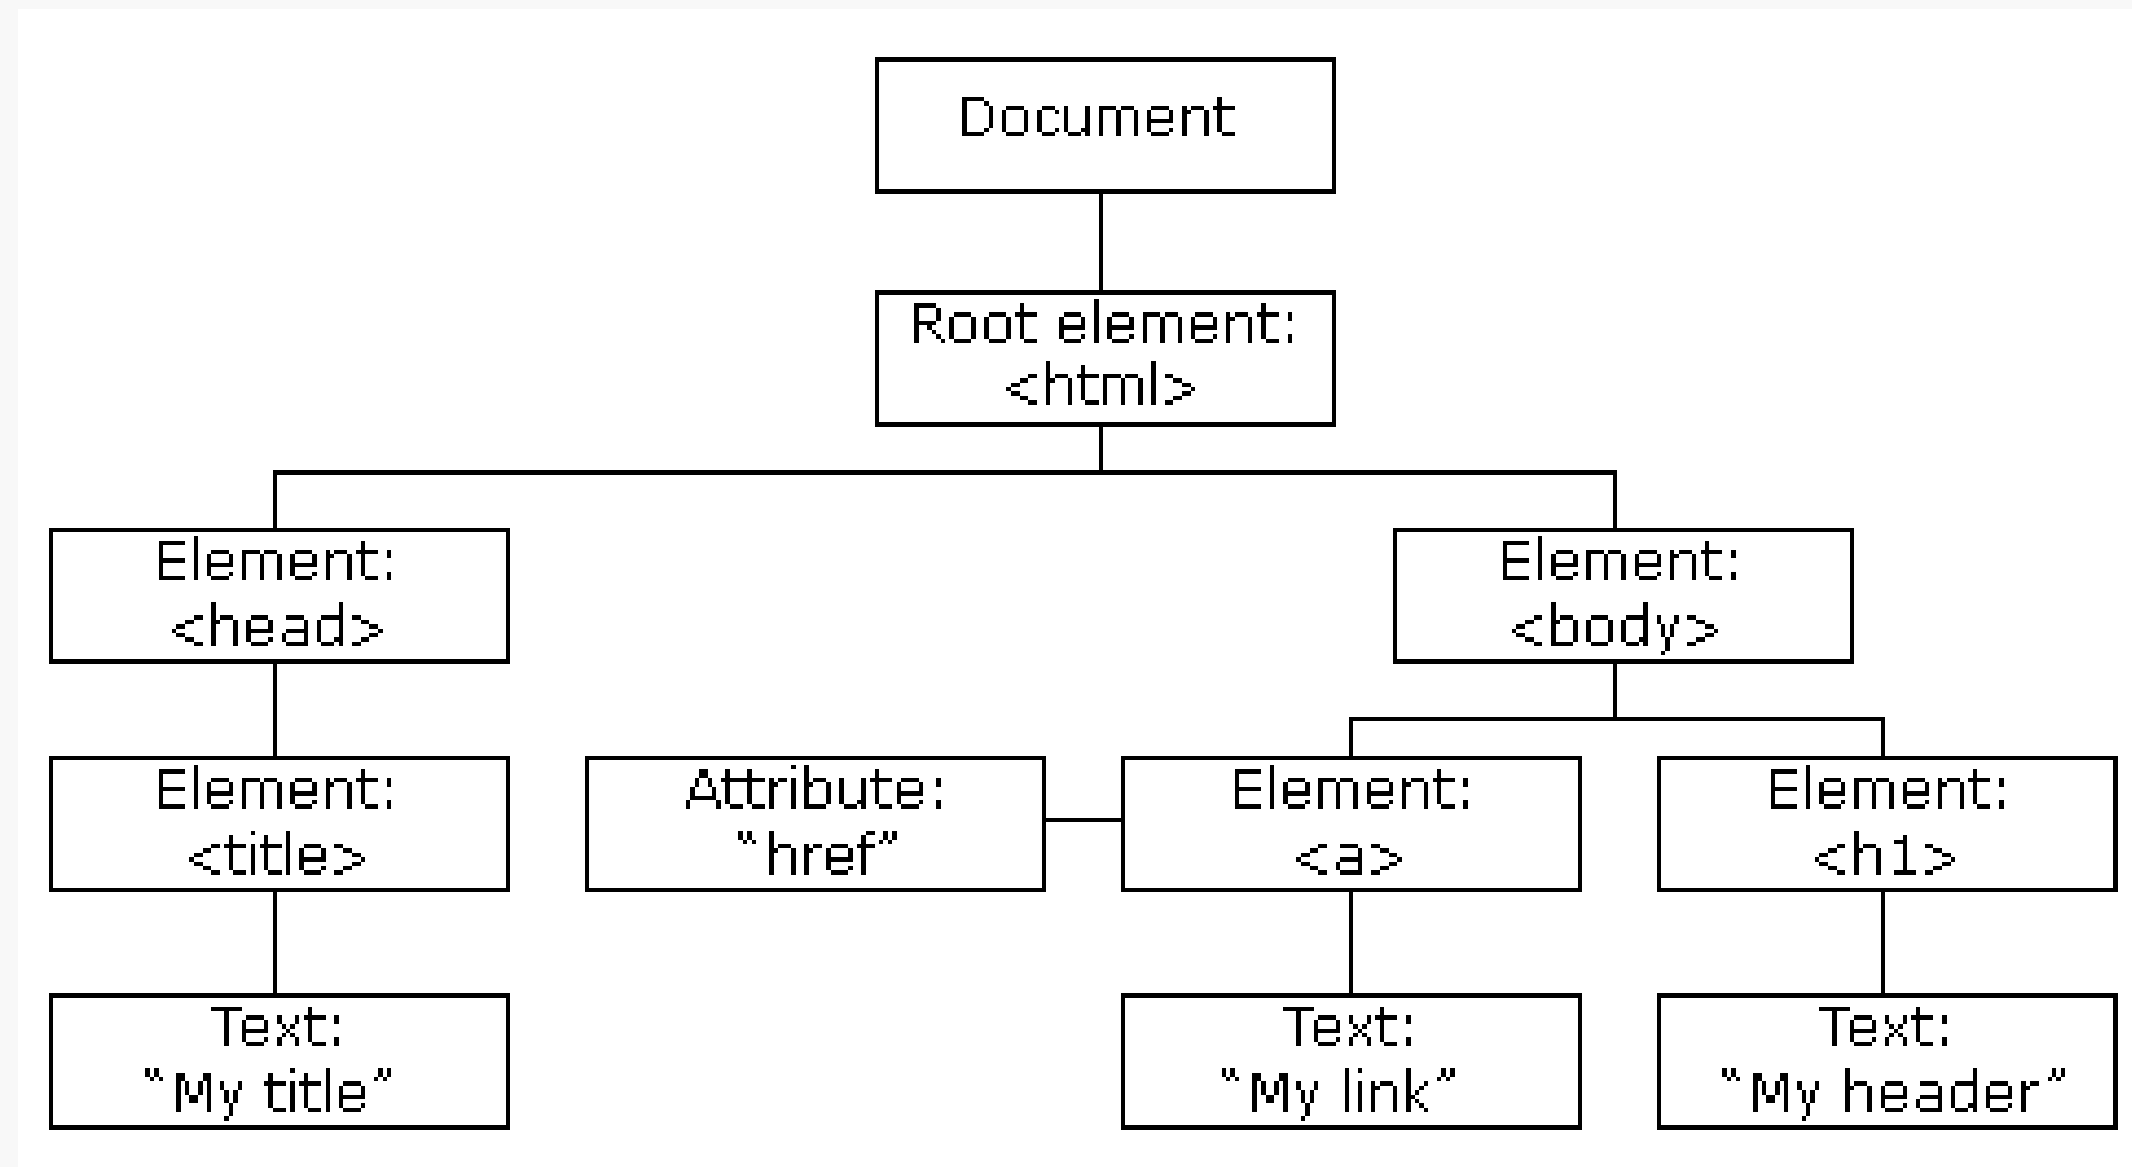 Document
Root element:
<html>
Element:
<head>
Element:
<body>
Element:
<title>
Attribute:
“href”
Element:
<a>
Element:
<h1>
Text:
“My title”
Text:
“My link”
Text:
“My header”